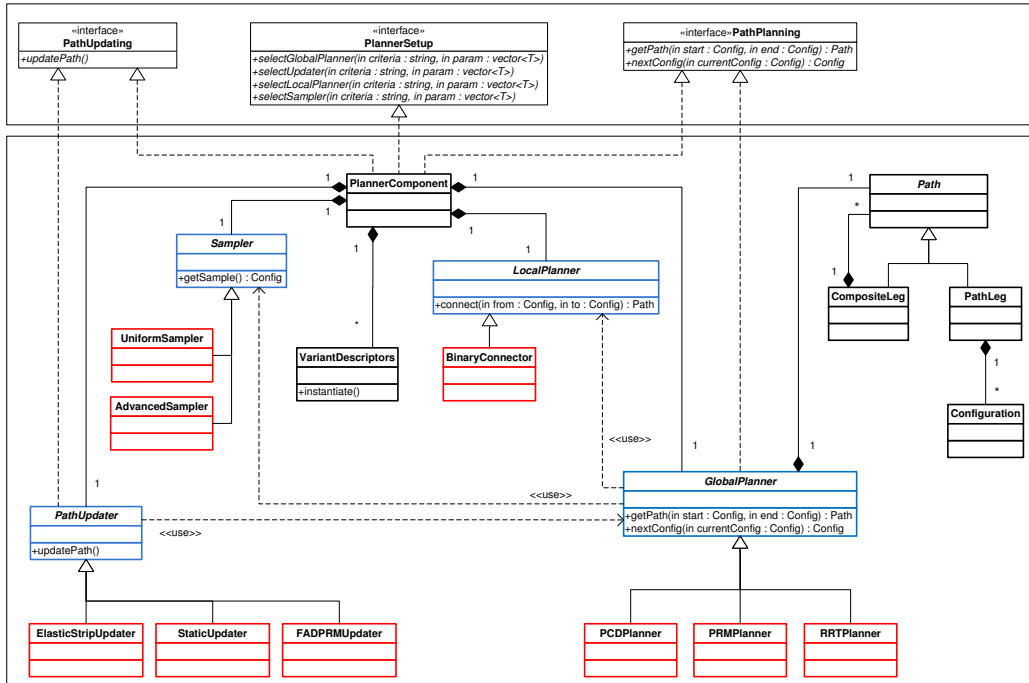 «interface»
PathUpdating
+updatePath()
«interface»
PlannerSetup
+selectGlobalPlanner(in criteria : string, in param : vector<T>)
+selectUpdater(in criteria : string, in param : vector<T>)
+selectLocalPlanner(in criteria : string, in param : vector<T>)
+selectSampler(in criteria : string, in param : vector<T>)
«interface»PathPlanning
+getPath(in start : Config, in end : Config) : Path
+nextConfig(in currentConfig : Config) : Config
PlannerComponent
1
1
1
1
1
Path
1
*
1
Sampler
+getSample() : Config
1
LocalPlanner
+connect(in from : Config, in to : Config) : Path
1
CompositeLeg
PathLeg
1
*
UniformSampler
AdvancedSampler
*
VariantDescriptors
+instantiate()
BinaryConnector
Configuration
<<use>>
1
1
GlobalPlanner
+getPath(in start : Config, in end : Config) : Path
+nextConfig(in currentConfig : Config) : Config
<<use>>
1
PathUpdater
+updatePath()
<<use>>
ElasticStripUpdater
StaticUpdater
FADPRMUpdater
PCDPlanner
PRMPlanner
RRTPlanner